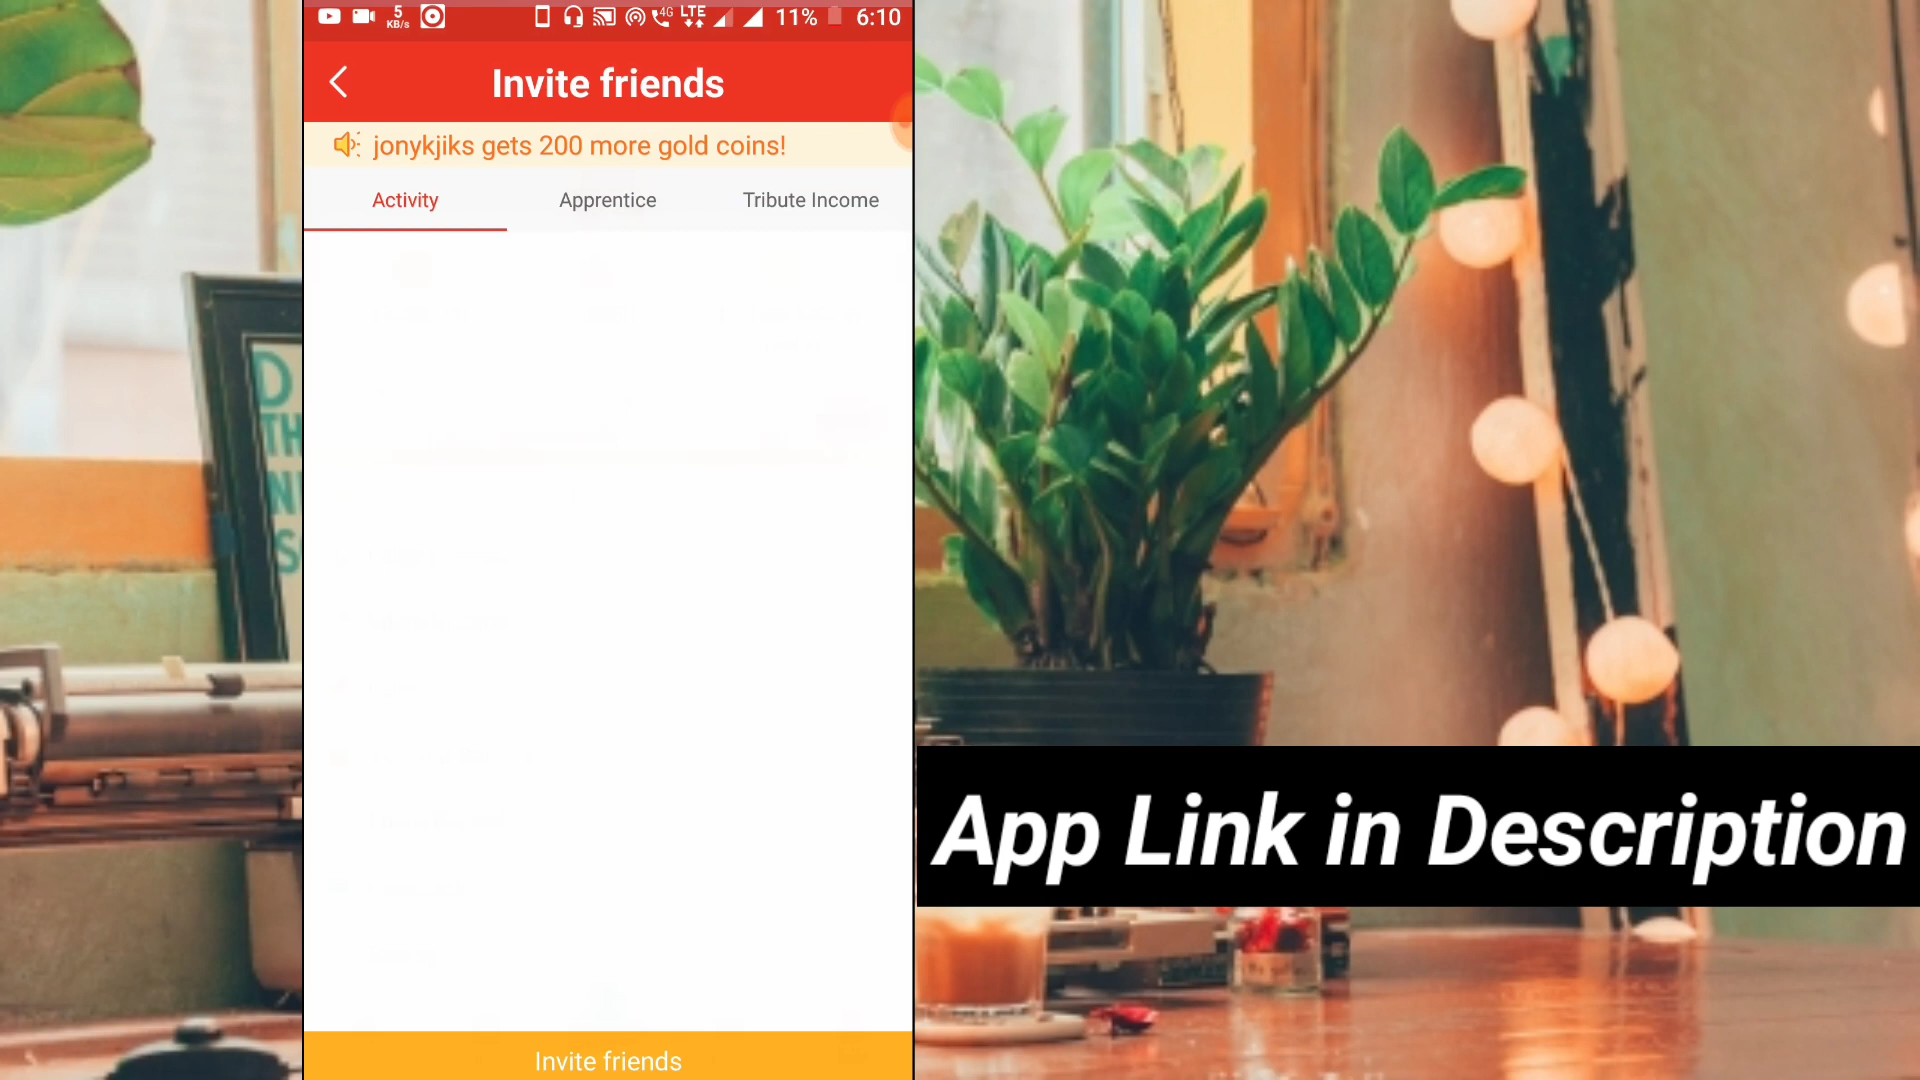 5
KB/s
4G
LTE
11%
6:10
Invite friends
jonykjiks gets 200 more gold coins!
Activity
Apprentice
Tribute Income
D
TH
S
Invite friends
App Link in Description